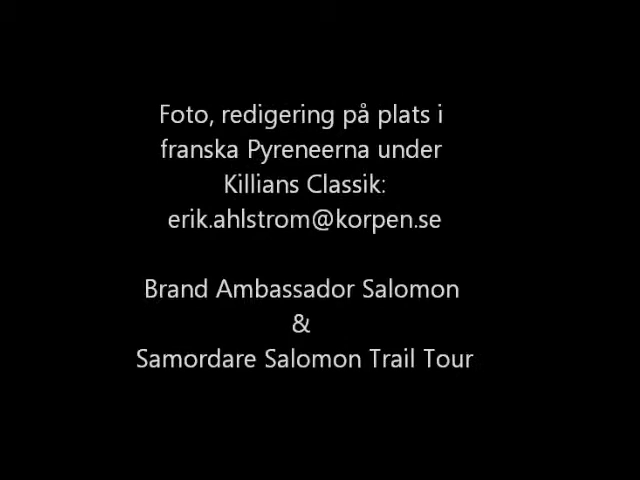 Foto, redigering på plats i
franska Pyreneerna under
Killians Classik:
erik.ahlstrom@korpen.se
Brand Ambassador Salomon
&
Samordare Salomon Trail Tour